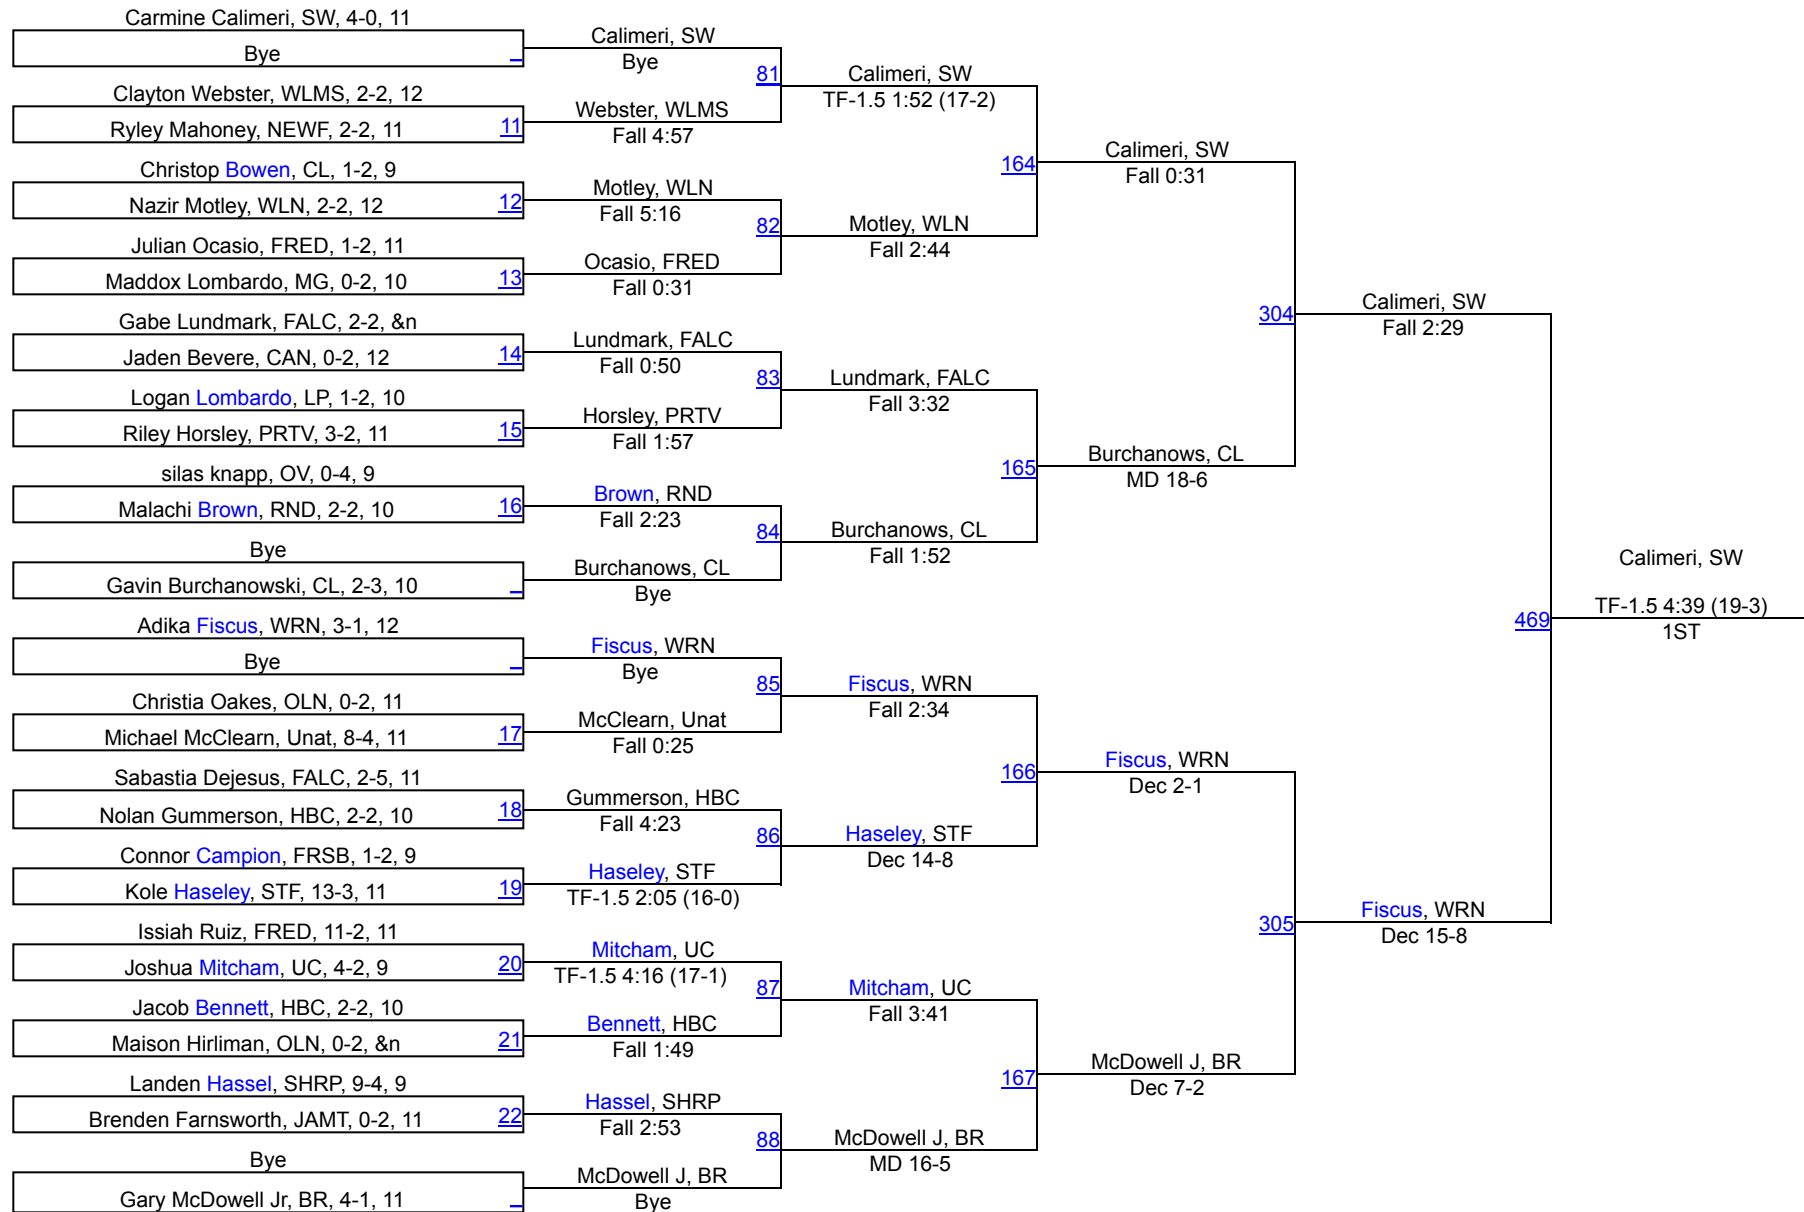 Carmine Calimeri, SW, 4-0, 11
Bye
Clayton Webster, WLMS, 2-2, 12
Ryley Mahoney, NEWF, 2-2, 11
11
Christop Bowen, CL, 1-2, 9
Nazir Motley, WLN, 2-2, 12
12
Julian Ocasio, FRED, 1-2, 11
Maddox Lombardo, MG, 0-2, 10
13
Gabe Lundmark, FALC, 2-2, &n
Jaden Bevere, CAN, 0-2, 12
14
Logan Lombardo, LP, 1-2, 10
Riley Horsley, PRTV, 3-2, 11
15
silas knapp, OV, 0-4, 9
Malachi Brown, RND, 2-2, 10
16
Bye
Gavin Burchanowski, CL, 2-3, 10
Adika Fiscus, WRN, 3-1, 12
Bye
Christia Oakes, OLN, 0-2, 11
Michael McClearn, Unat, 8-4, 11
17
Sabastia Dejesus, FALC, 2-5, 11
Nolan Gummerson, HBC, 2-2, 10
18
Connor Campion, FRSB, 1-2, 9
Kole Haseley, STF, 13-3, 11
19
Issiah Ruiz, FRED, 11-2, 11
Joshua Mitcham, UC, 4-2, 9
20
Jacob Bennett, HBC, 2-2, 10
Maison Hirliman, OLN, 0-2, &n
21
Landen Hassel, SHRP, 9-4, 9
Brenden Farnsworth, JAMT, 0-2, 11
22
Bye
Gary McDowell Jr, BR, 4-1, 11
Calimeri, SW
Bye
81
Webster, WLMS
Fall 4:57
Motley, WLN
Fall 5:16
82
Ocasio, FRED
Fall 0:31
Lundmark, FALC
Fall 0:50
83
Horsley, PRTV
Fall 1:57
Brown, RND
Fall 2:23
84
Burchanows, CL
Bye
Fiscus, WRN
Bye
85
McClearn, Unat
Fall 0:25
Gummerson, HBC
Fall 4:23
86
Haseley, STF
TF-1.5 2:05 (16-0)
Mitcham, UC
TF-1.5 4:16 (17-1)
87
Bennett, HBC
Fall 1:49
Hassel, SHRP
Fall 2:53
88
McDowell J, BR
Bye
Calimeri, SW
TF-1.5 1:52 (17-2)
164
Motley, WLN
Fall 2:44
Lundmark, FALC
Fall 3:32
165
Burchanows, CL
Fall 1:52
Fiscus, WRN
Fall 2:34
166
Haseley, STF
Dec 14-8
Mitcham, UC
Fall 3:41
167
McDowell J, BR
MD 16-5
Calimeri, SW
Fall 0:31
304
Burchanows, CL
MD 18-6
Fiscus, WRN
Dec 2-1
305
McDowell J, BR
Dec 7-2
Calimeri, SW
Fall 2:29
469
Fiscus, WRN
Dec 15-8
Calimeri, SW
TF-1.5 4:39 (19-3)
1ST